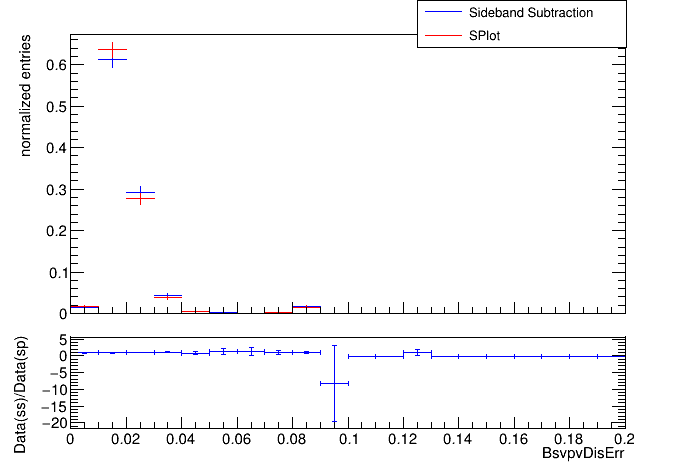 Sideband Subtraction
SPlot
normalized entries
0.6
0.5
0.4
0.3
0.2
0.1
0
Data(ss)/Data(sp)
5
0
−5
−10
−15
−20
0 0.02 0.04 0.06 0.08 0.1 0.12 0.14 0.16 0.18 0.2
BsvpvDisErr